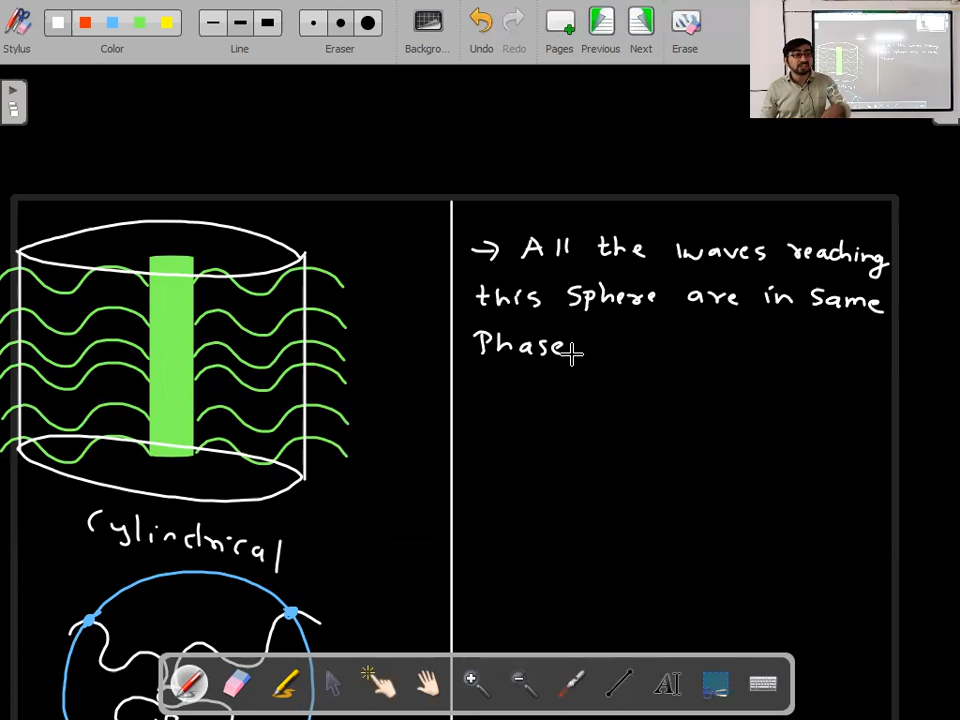 Stylus Color Line Eraser Backgro... Undo Redo Pages Previous Next Erase
→ All the waves reaching
this Sphere are in Same
Phase
Cylindrical
AI